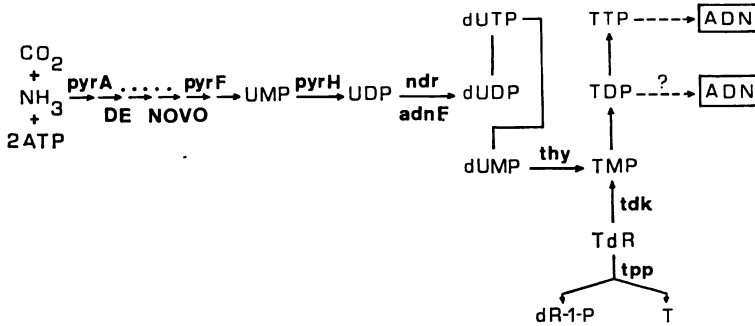 dUTP TTP ADN
CO2
+ pyrA ..... pyrF pyrH ndr ?
NH3 UMP UDP dUDP TDP ADN
+ DE NOVO adnE
2ATP
dUMP thy TMP
tdk
TdR
tpp
dR-1-P T